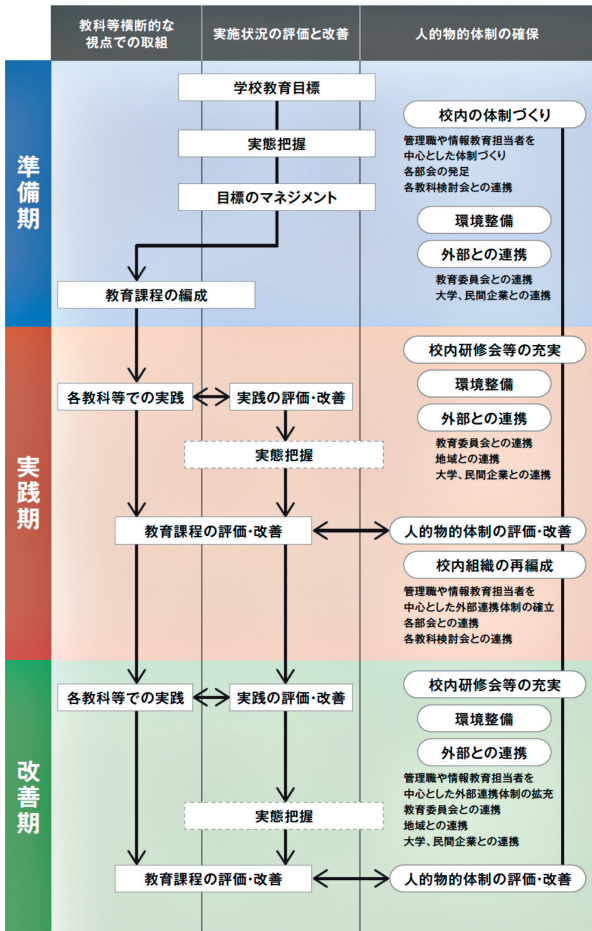 教科等横断的な
視点での取組
実施状況の評価と改善
人的物的体制の確保
準備期
学校教育目標
実態把握
目標のマネジメント
教育課程の編成
校内の体制づくり
管理職や情報教育担当者を
中心とした体制づくり
各部会の発足
各教科検討会との連携
環境整備
外部との連携
教育委員会との連携
大学、民間企業との連携
実践期
各教科等での実践
実践の評価・改善
実態把握
教育課程の評価・改善
校内研修会等の充実
環境整備
外部との連携
教育委員会との連携
地域との連携
大学、民間企業との連携
人的物的体制の評価・改善
校内組織の再編成
管理職や情報教育担当者を
中心とした外部連携体制の確立
各部会との連携
各教科検討会との連携
改善期
各教科等での実践
実践の評価・改善
実態把握
教育課程の評価・改善
校内研修会等の充実
環境整備
外部との連携
管理職や情報教育担当者を
中心とした外部連携体制の拡充
教育委員会との連携
地域との連携
大学、民間企業との連携
人的物的体制の評価・改善